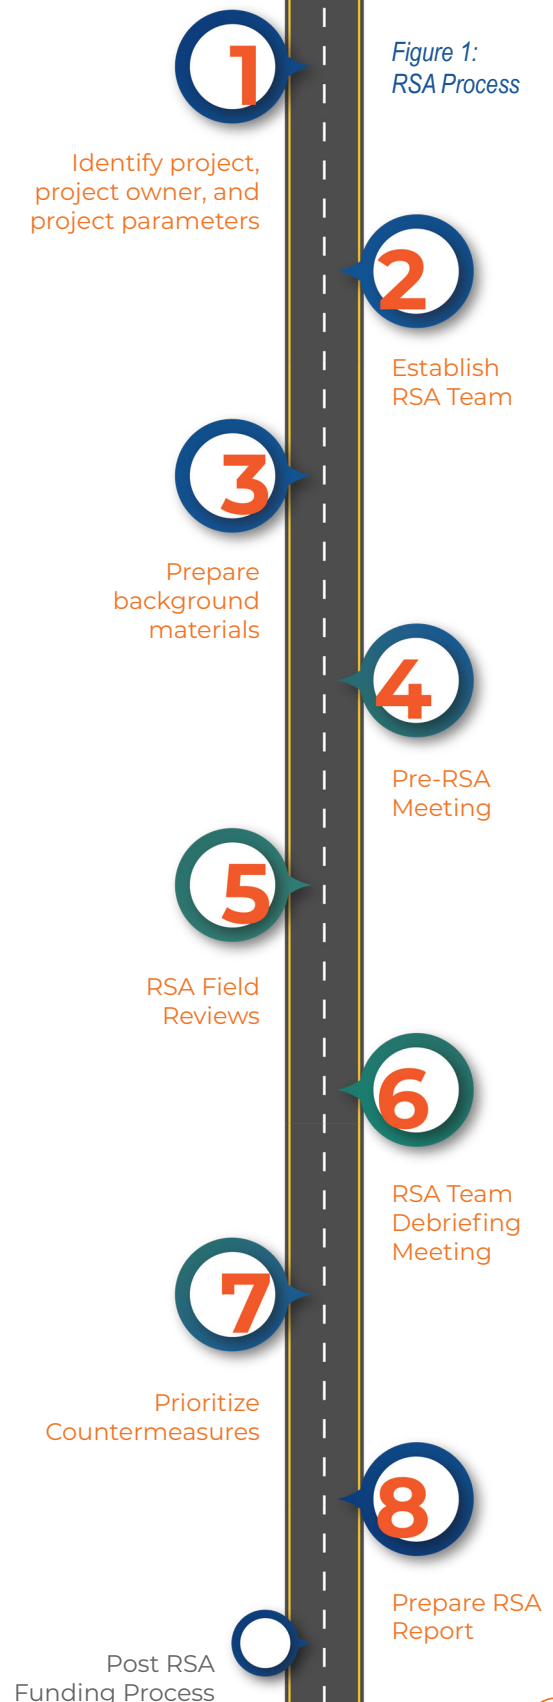 Figure 1:
RSA Process
1
Identify project,
project owner, and
project parameters
2
Establish
RSA Team
3
Prepare
background
materials
4
Pre-RSA
Meeting
5
RSA Field
Reviews
6
RSA Team
Debriefing
Meeting
7
Prioritize
Countermeasures
8
Prepare RSA
Report
Post RSA
Funding Process